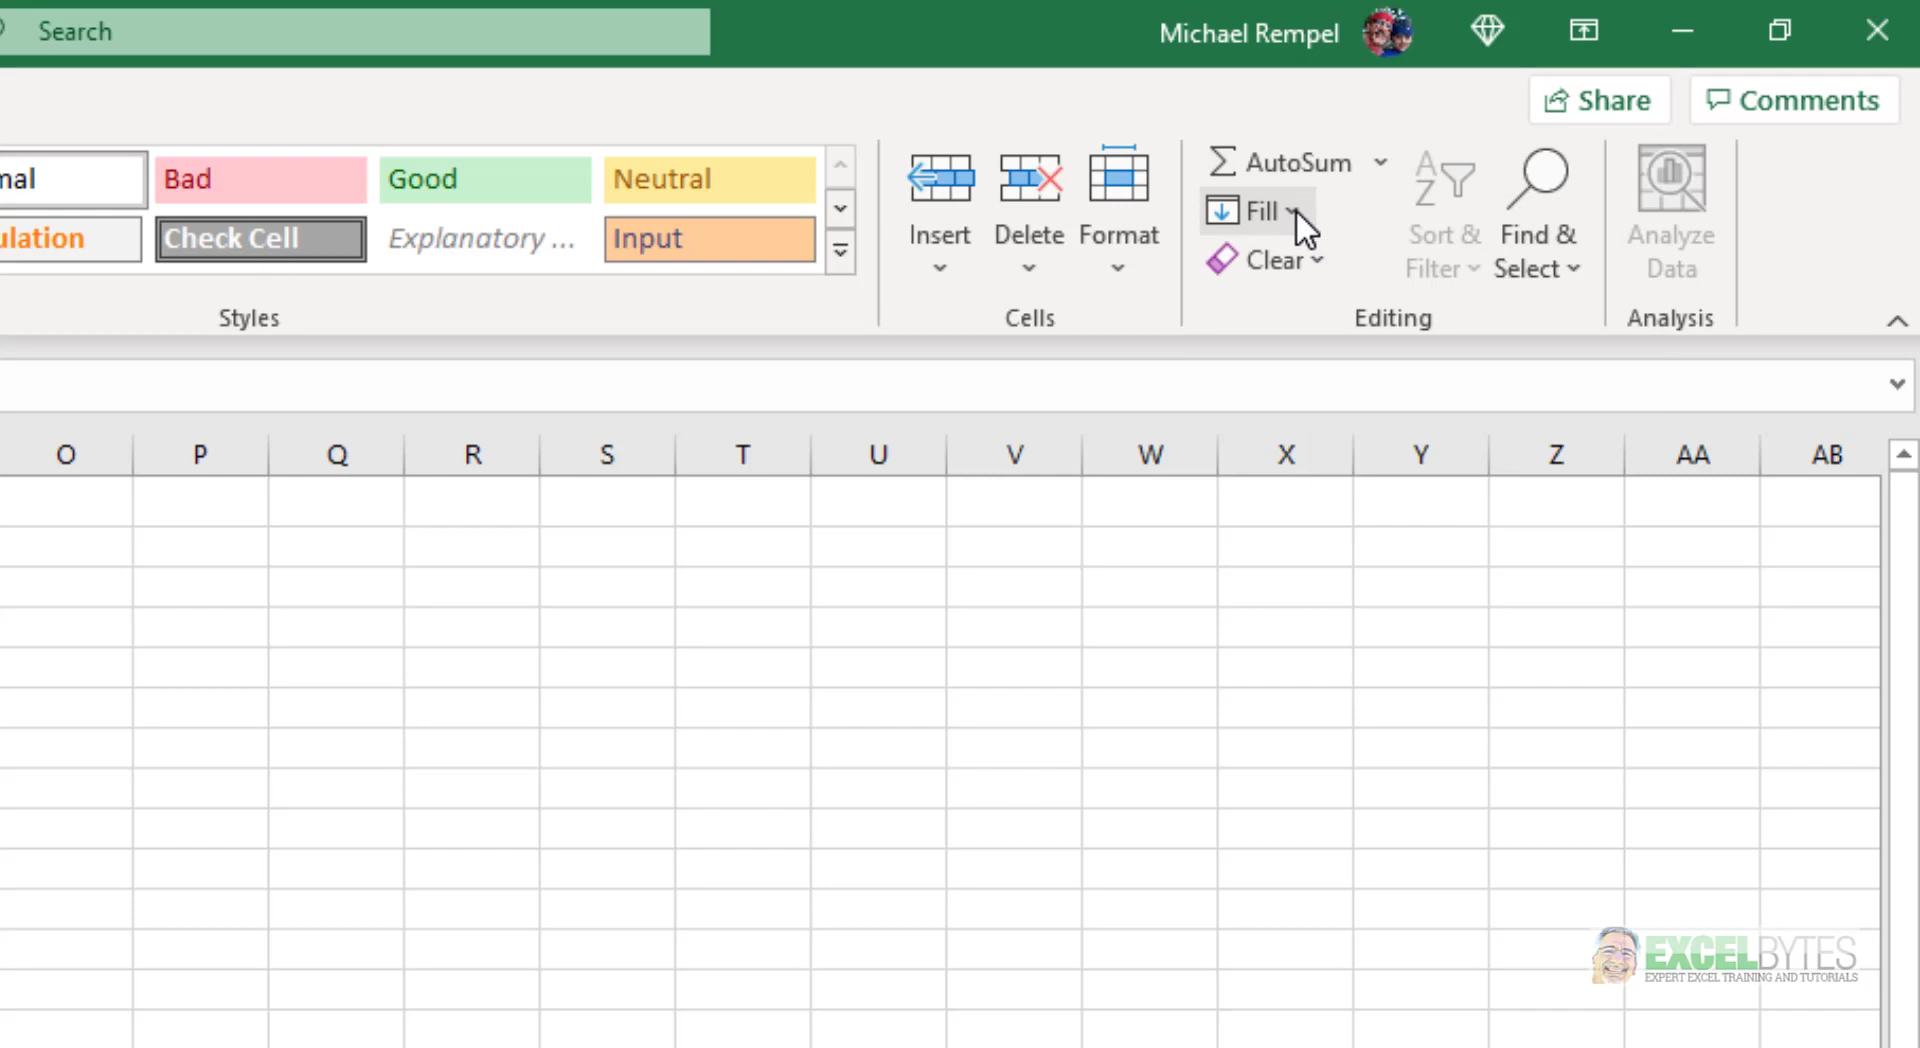 Search
Michael Rempel
Share
Comments
mal
Bad
Good
Neutral
ulation
Check Cell
Explanatory ...
Input
Styles
Insert
Delete
Format
Cells
AutoSum
Fill
Clear
Sort &
Filter
Find &
Select
Editing
Analyze
Data
Analysis
O P Q R S T U V W X Y Z AA AB
EXCELBYTES
EXPERT EXCEL TRAINING AND TUTORIALS